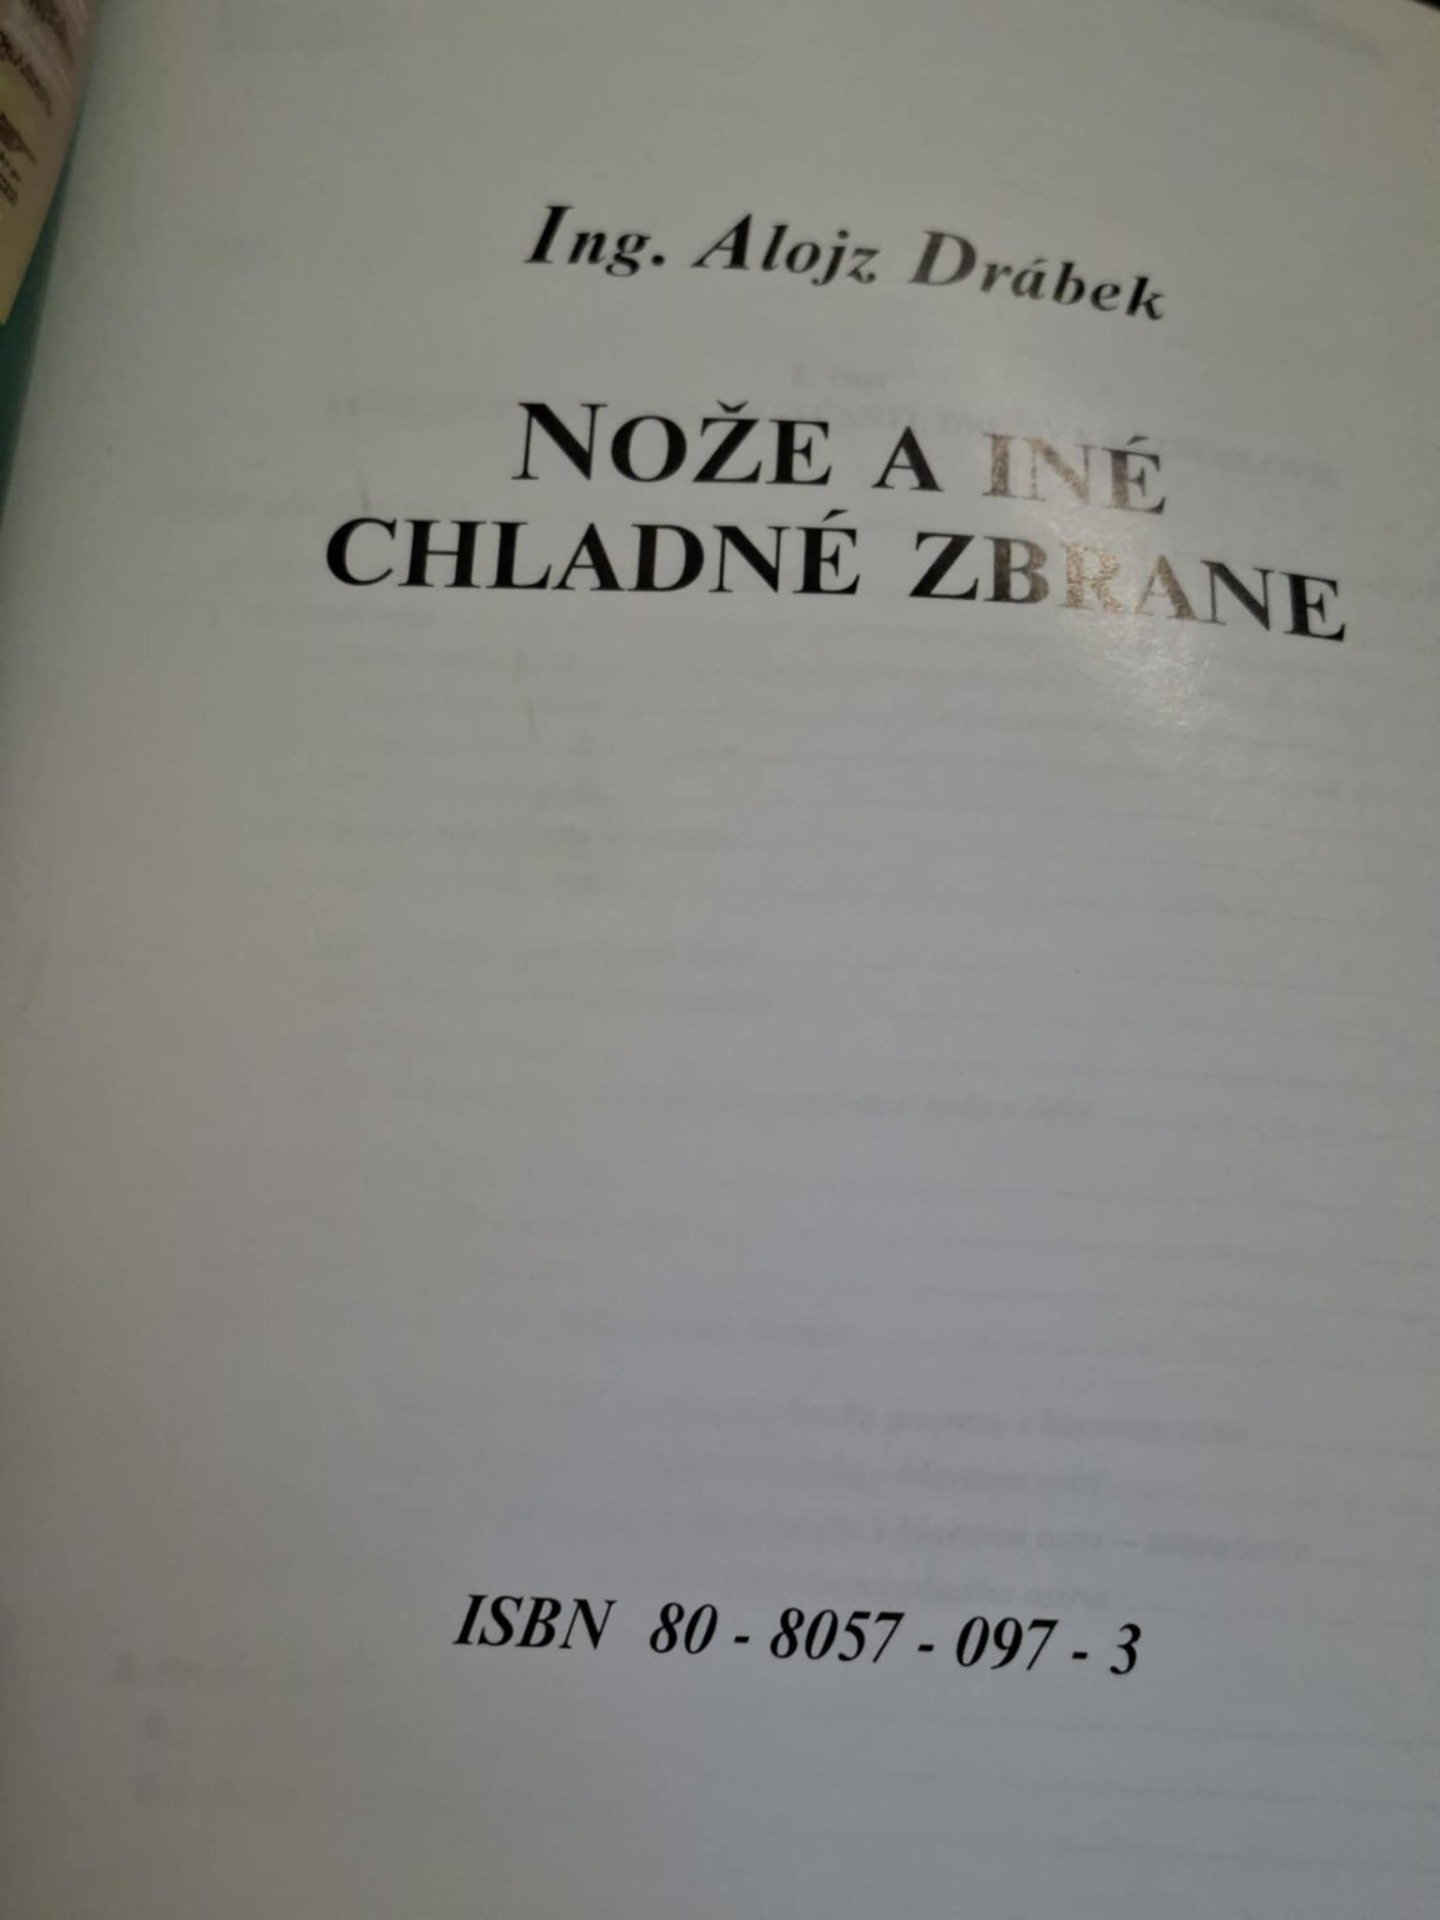 Ing. Alojz Drábek
NOŽE A INÉ
CHLADNÉ ZBRANE
ISBN 80 - 8057 - 097 - 3